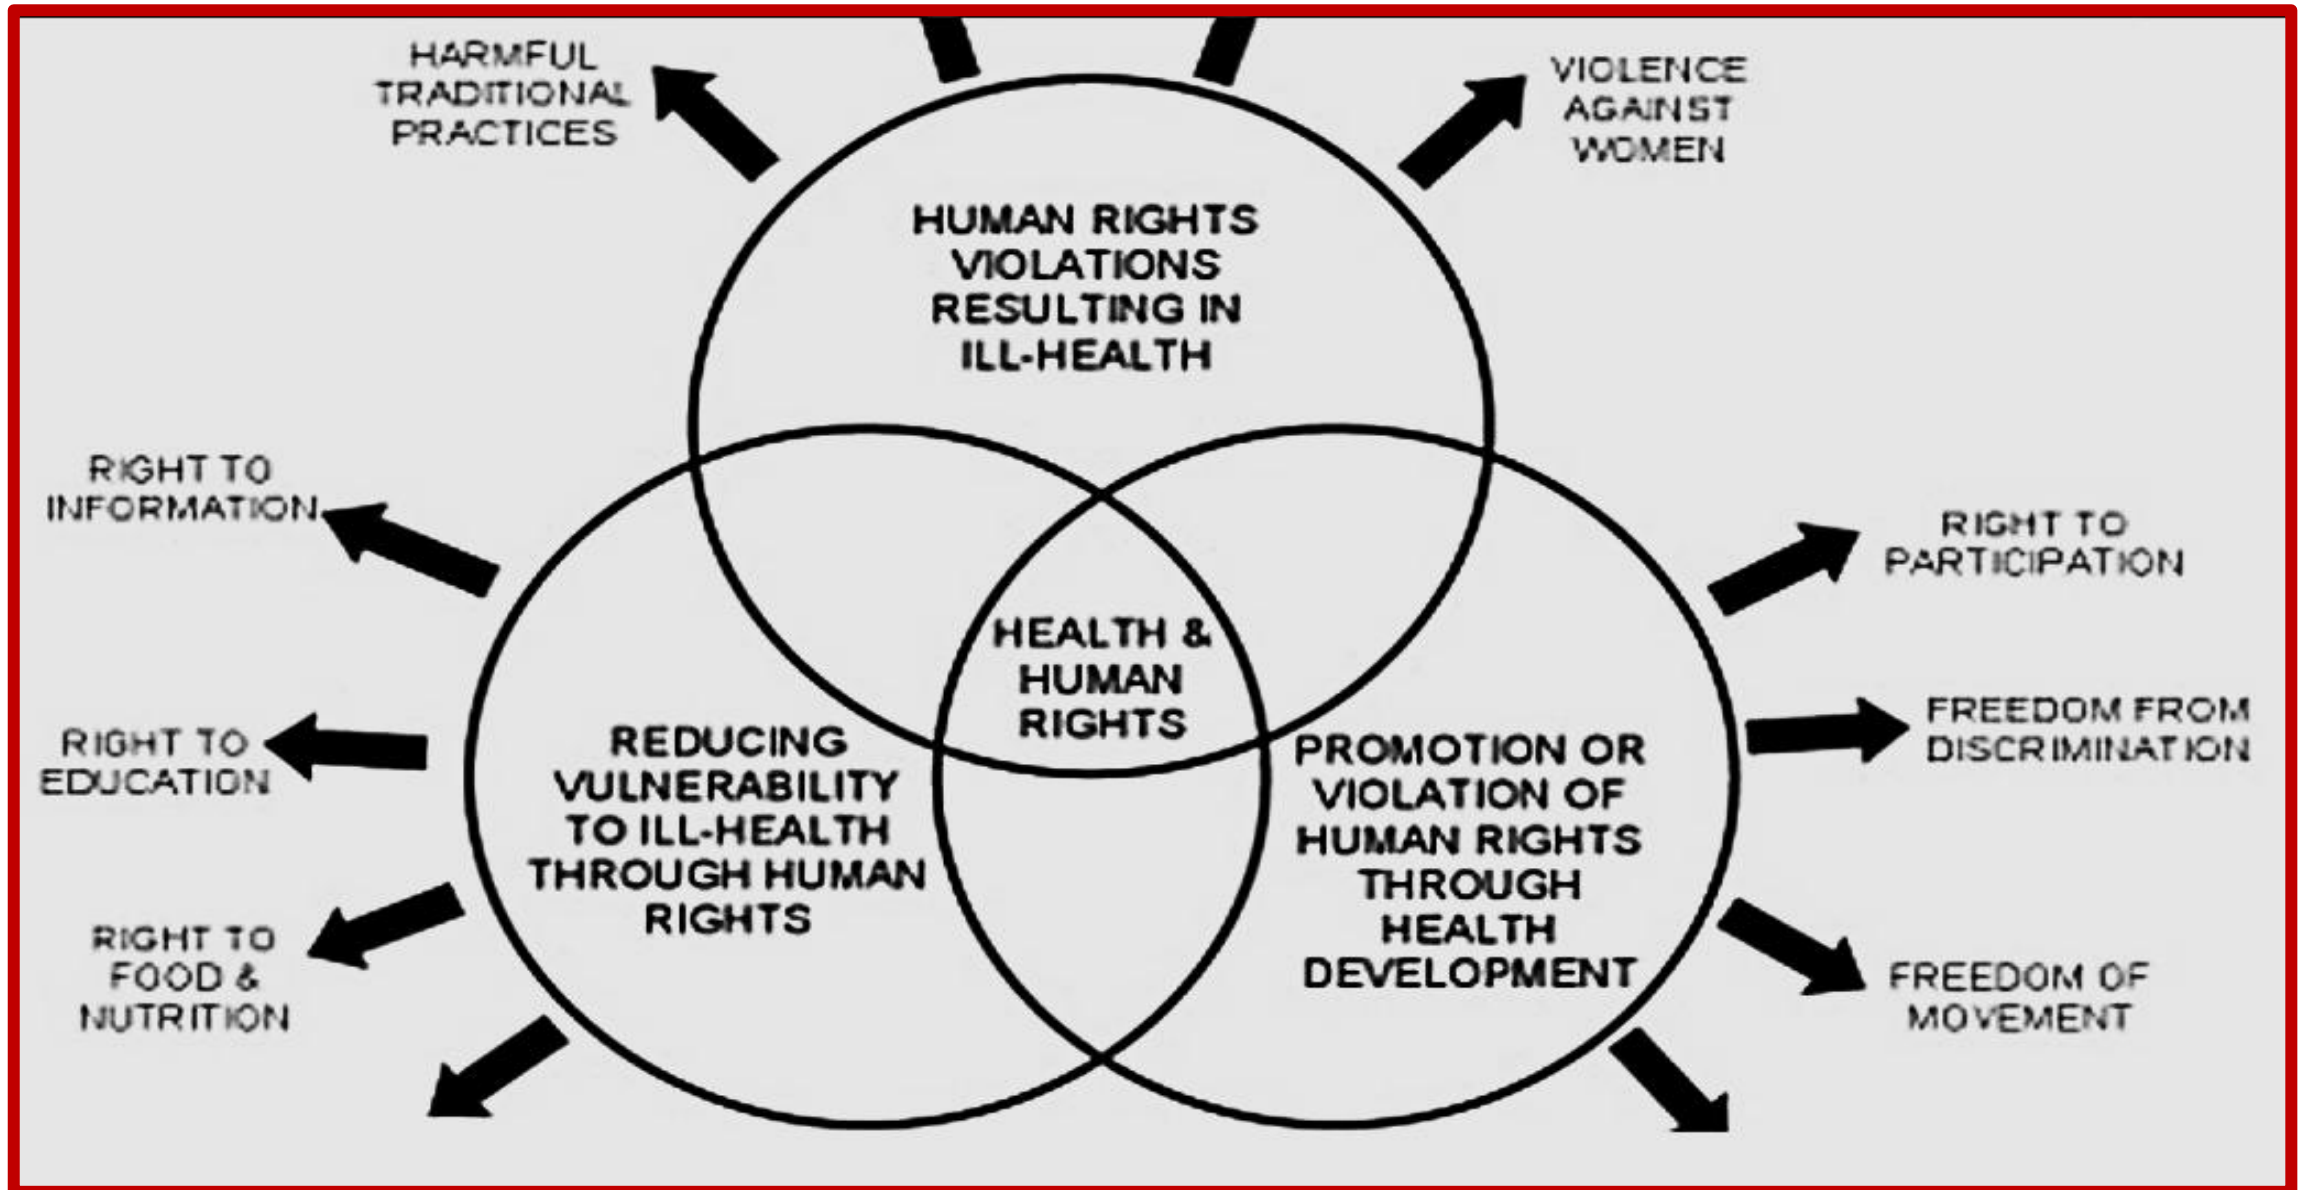 HARMFUL
TRADITIONAL
PRACTICES
VIOLENCE
AGAINST
WOMEN
HUMAN RIGHTS
VIOLATIONS
RESULTING IN
ILL-HEALTH
RIGHT TO
INFORMATION
RIGHT TO
PARTICIPATION
HEALTH &
HUMAN
RIGHTS
RIGHT TO
EDUCATION
REDUCING
VULNERABILITY
TO ILL-HEALTH
THROUGH HUMAN
RIGHTS
PROMOTION OR
VIOLATION OF
HUMAN RIGHTS
THROUGH
HEALTH
DEVELOPMENT
FREEDOM FROM
DISCRIMINATION
RIGHT TO
FOOD &
NUTRITION
FREEDOM OF
MOVEMENT